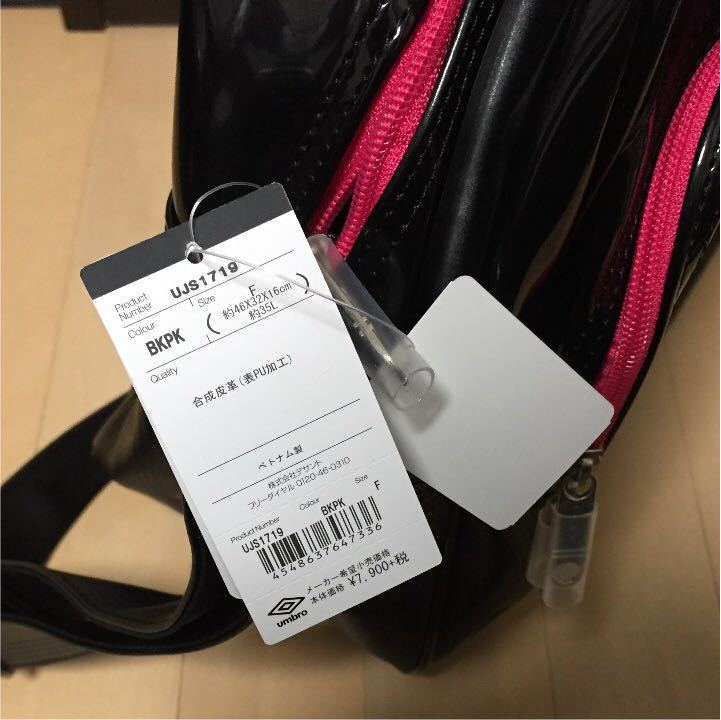 Product Number UJS1719
Colour Size F
BKPK (約46X32X16cm 約35L)
Quality
合成皮革(表PU加工)
ベトナム製
株式会社デサント
フリーダイヤル 0120-46-0310
Product Number Colour Size
UJS1719 BKPK F
4548637647336
メーカー希望小売価格
本体価格 ¥7,900+税
umbro